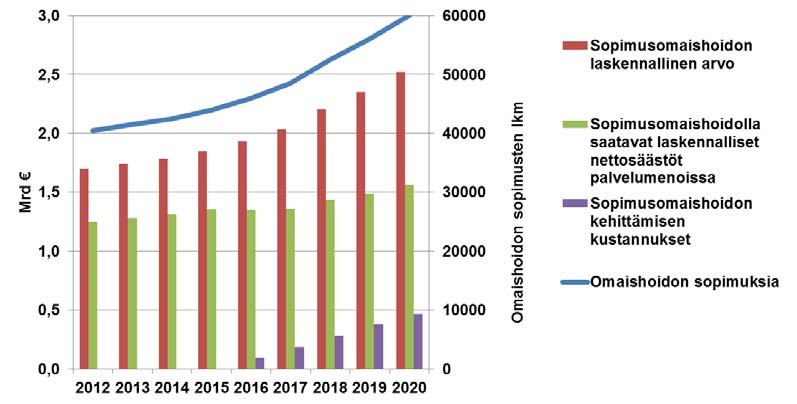 3,0
2,5
2,0
1,5
1,0
0,5
0,0
Mrd €
60000
50000
40000
30000
20000
10000
0
Omaishoidon sopimusten lkm
2012 2013 2014 2015 2016 2017 2018 2019 2020
Sopimusomaishoidon
laskennallinen arvo
Sopimusomaishoidolla
saatavat laskennalliset
nettosäästöt
palvelumenoissa
Sopimusomaishoidon
kehittämisen
kustannukset
Omaishoidon sopimuksia